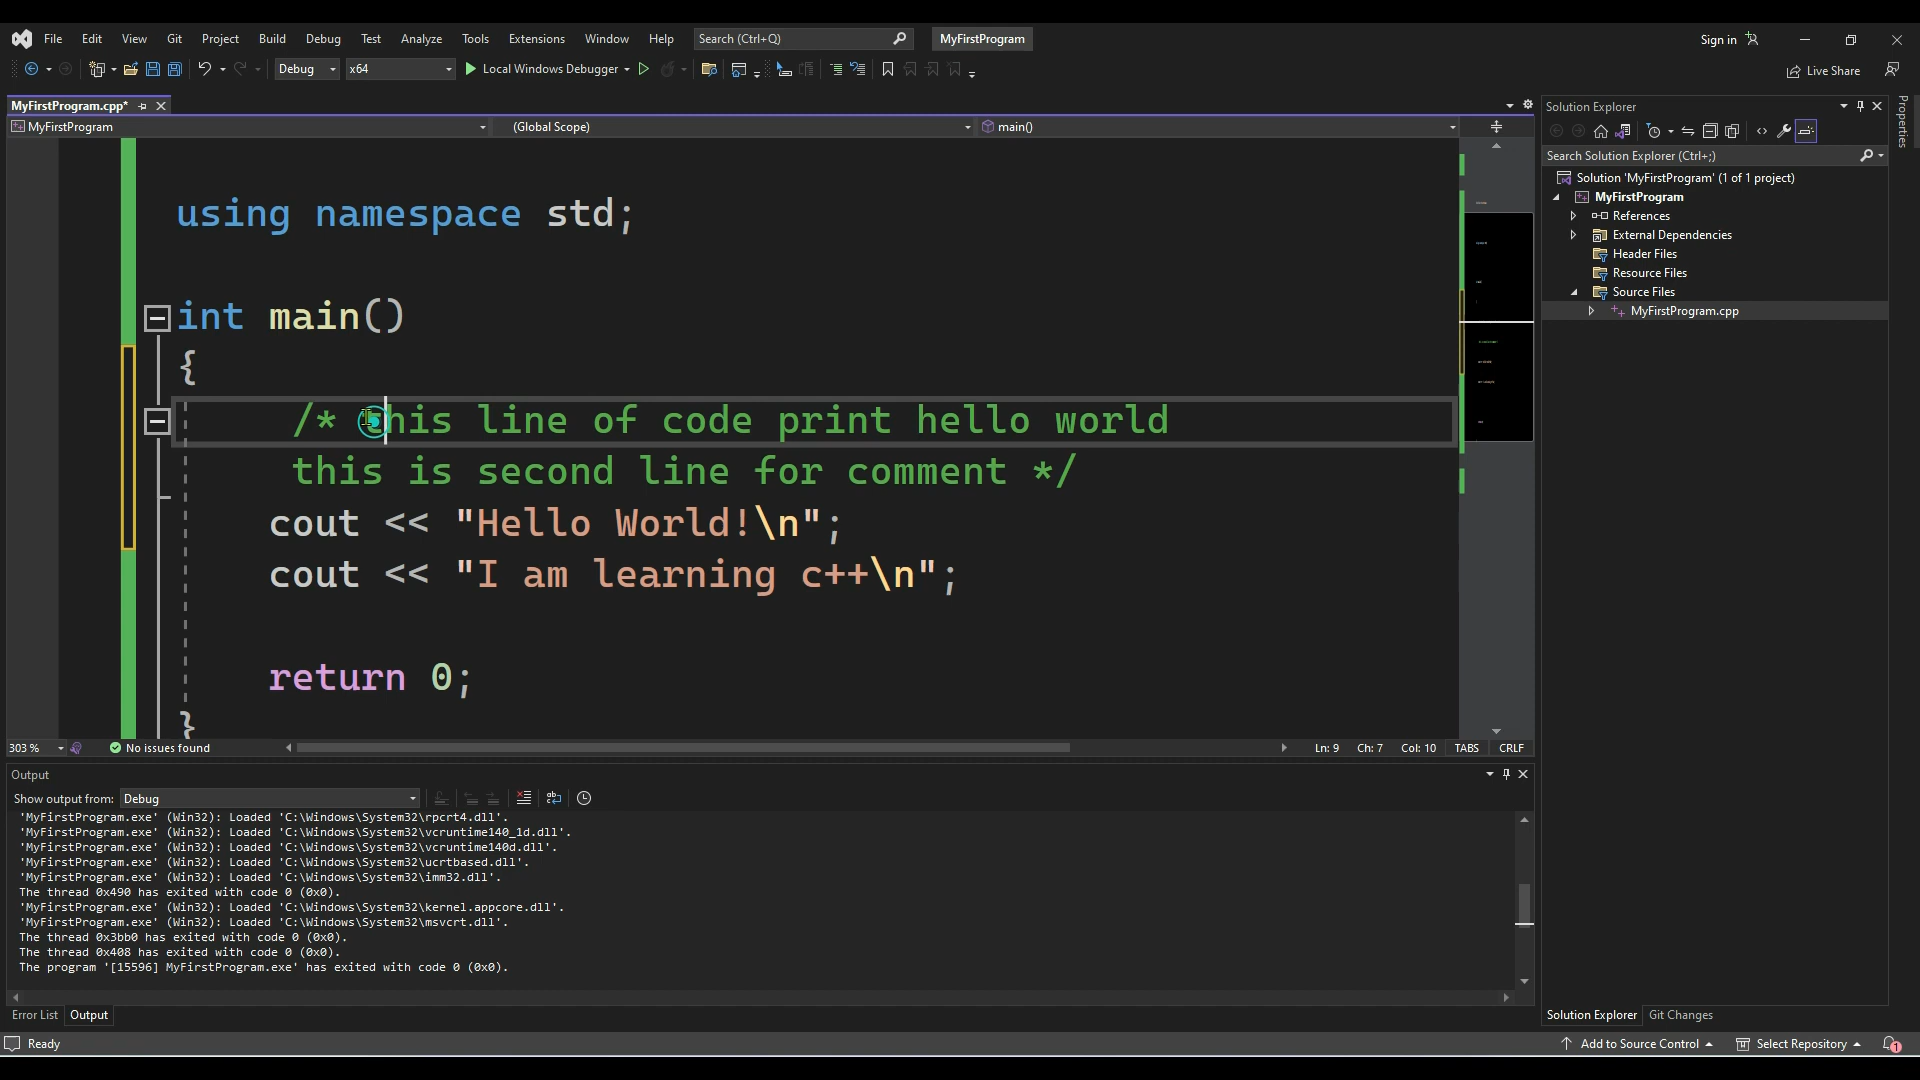 File Edit View Git Project Build Debug Test Analyze Tools Extensions Window Help Search (Ctrl+Q) MyFirstProgram Sign in
Debug x64 Local Windows Debugger Live Share
MyFirstProgram.cpp*
MyFirstProgram (Global Scope) main()
using namespace std;
int main()
{
/* this line of code print hello world
this is second line for comment */
cout << "Hello World!\n";
cout << "I am learning c++\n";
return 0;
}
303 % No issues found Ln: 9 Ch: 7 Col: 10 TABS CRLF
Output
Show output from: Debug
'MyFirstProgram.exe' (Win32): Loaded 'C:\Windows\System32\rpcrt4.dll'.
'MyFirstProgram.exe' (Win32): Loaded 'C:\Windows\System32\vcruntime140_1d.dll'.
'MyFirstProgram.exe' (Win32): Loaded 'C:\Windows\System32\vcruntime140d.dll'.
'MyFirstProgram.exe' (Win32): Loaded 'C:\Windows\System32\ucrtbased.dll'.
'MyFirstProgram.exe' (Win32): Loaded 'C:\Windows\System32\imm32.dll'.
The thread 0x490 has exited with code 0 (0x0).
'MyFirstProgram.exe' (Win32): Loaded 'C:\Windows\System32\kernel.appcore.dll'.
'MyFirstProgram.exe' (Win32): Loaded 'C:\Windows\System32\msvcrt.dll'.
The thread 0x3bb0 has exited with code 0 (0x0).
The thread 0x408 has exited with code 0 (0x0).
The program '[15596] MyFirstProgram.exe' has exited with code 0 (0x0).
Error List Output
Solution Explorer
Search Solution Explorer (Ctrl+;)
Solution 'MyFirstProgram' (1 of 1 project)
MyFirstProgram
References
External Dependencies
Header Files
Resource Files
Source Files
MyFirstProgram.cpp
Solution Explorer Git Changes
Properties
Ready Add to Source Control Select Repository 1